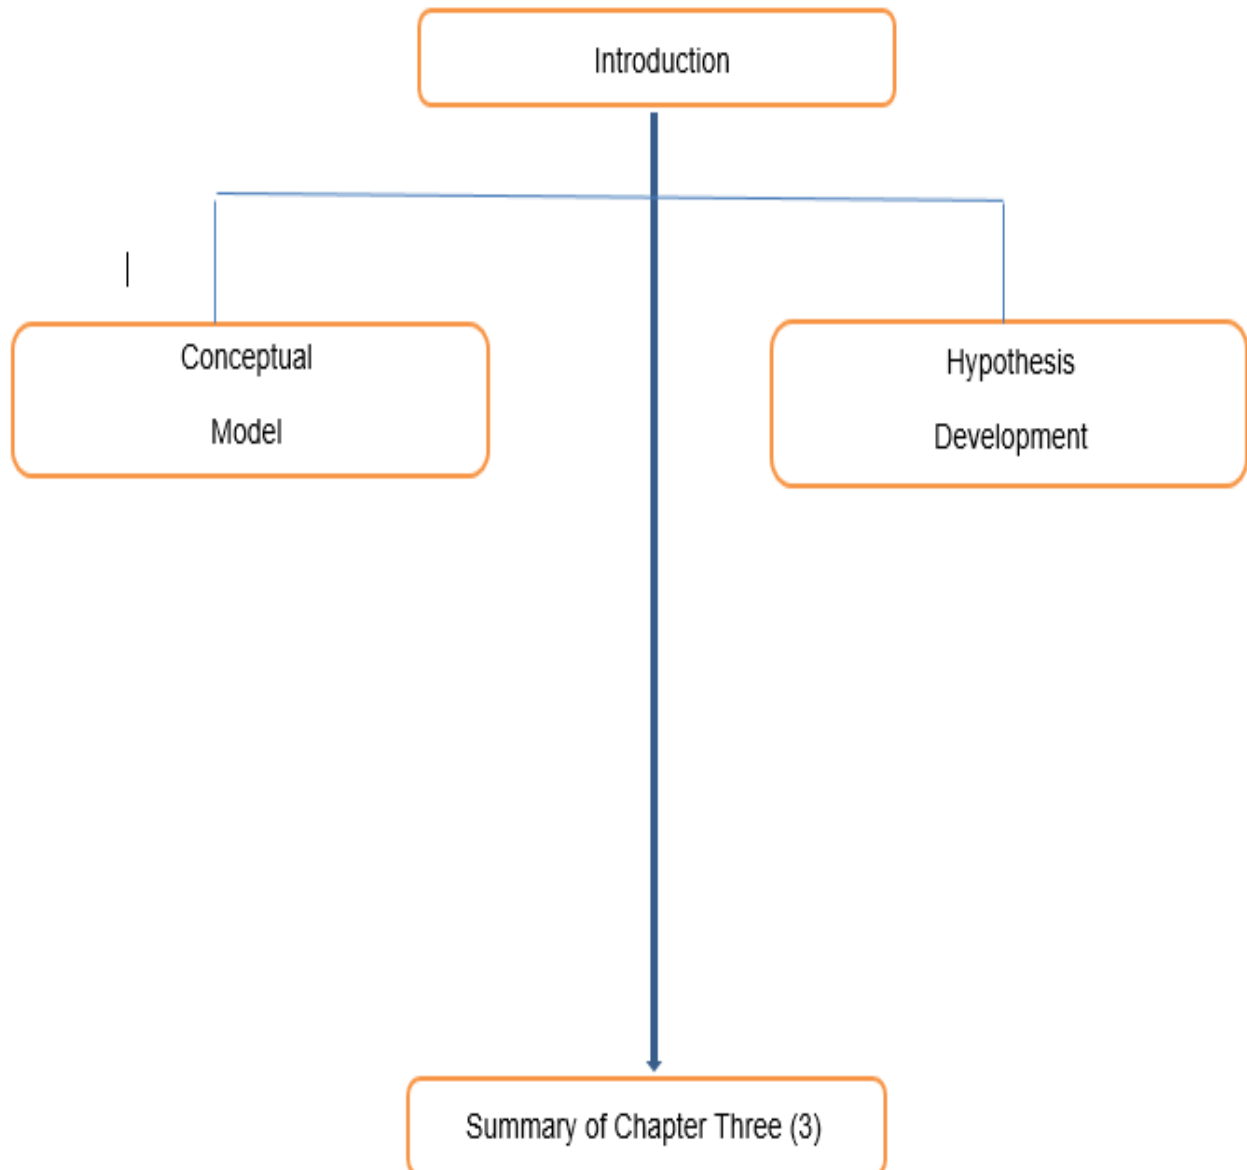 Introduction
Conceptual
Model
Hypothesis
Development
Summary of Chapter Three (3)